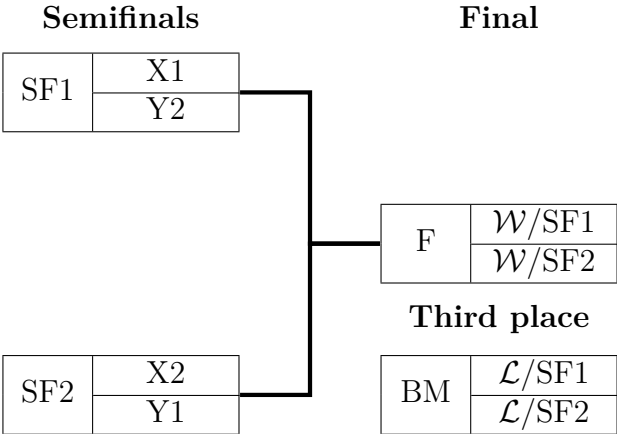 Semifinals
Final
SF1
X1
Y2
F
𝒲/SF1
𝒲/SF2
Third place
SF2
X2
Y1
BM
ℒ/SF1
ℒ/SF2